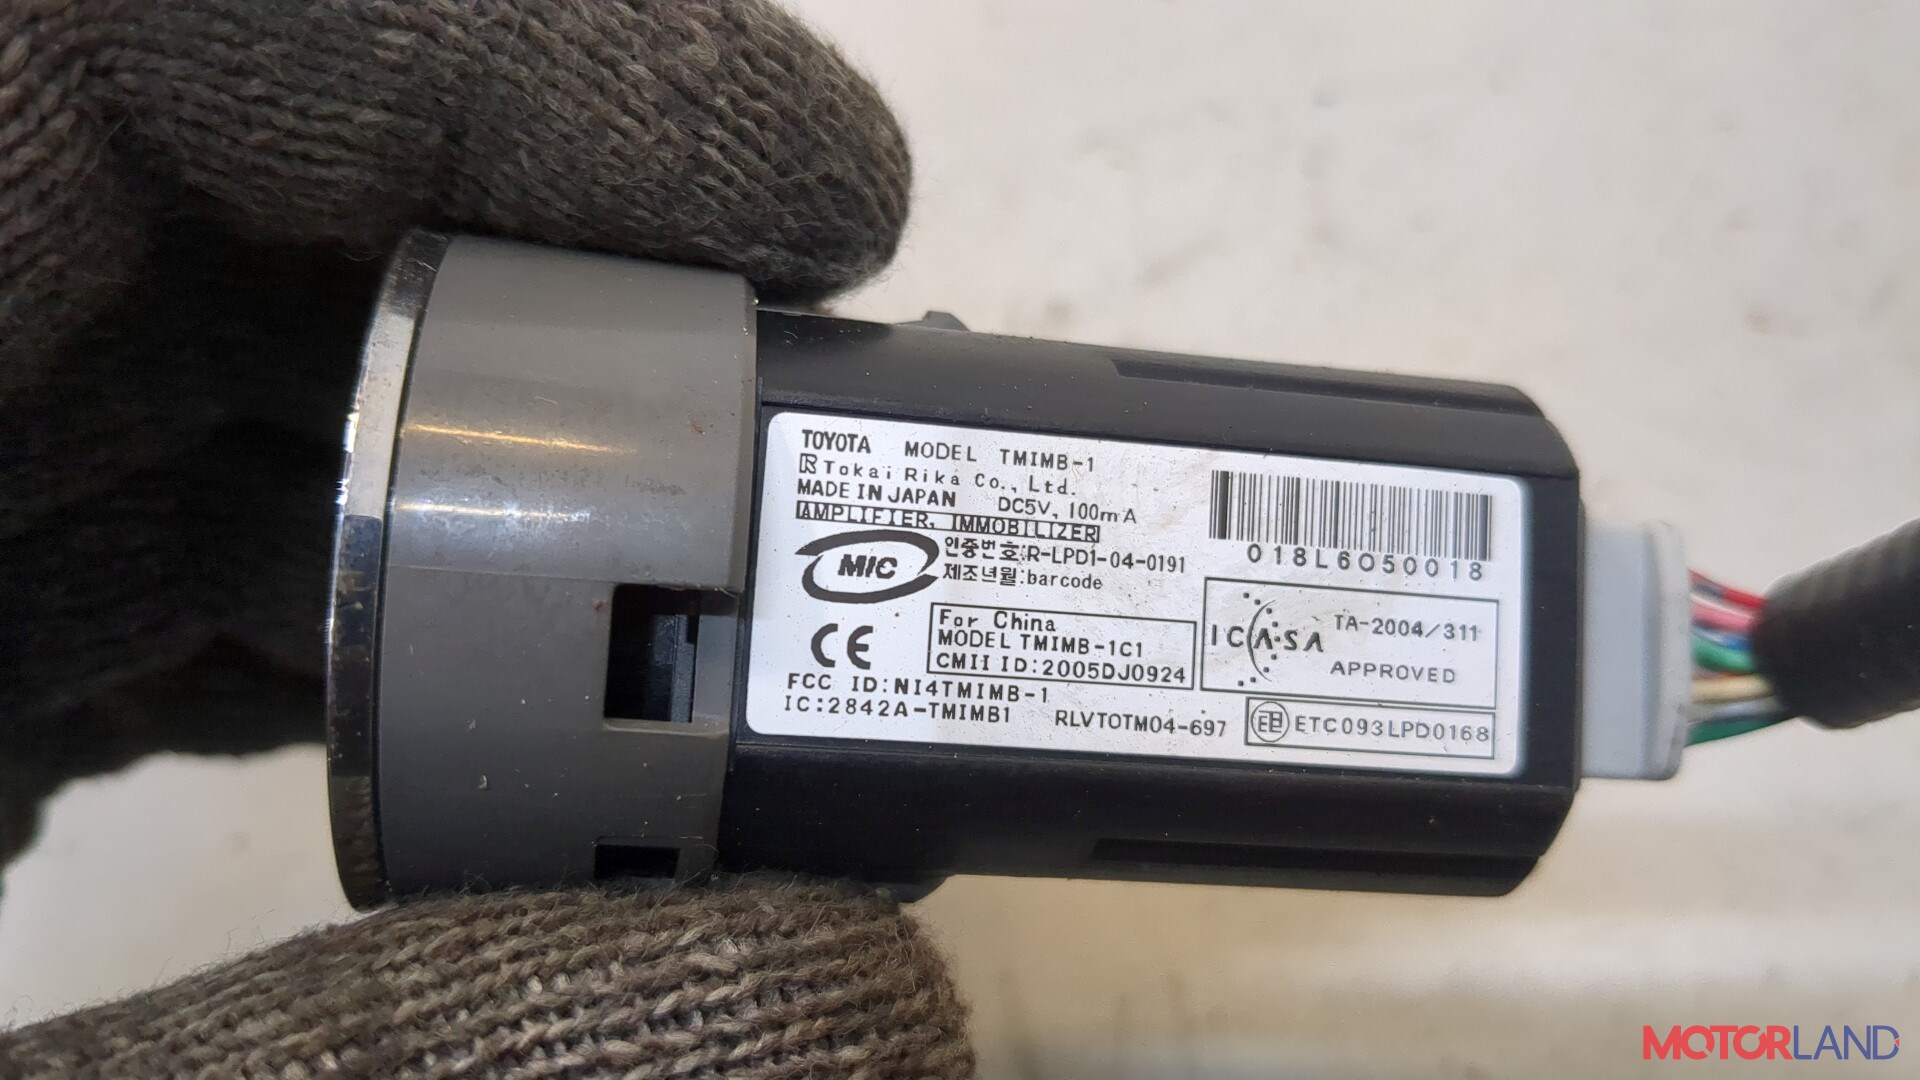 TOYOTA MODEL TMIMB-1
Tokai Rika Co., Ltd.
MADE IN JAPAN DC5V, 100mA
AMPLIFIER, IMMOBILIZER
MIC
인증번호:R-LPD1-04-0191
제조년월:barcode
018L6050018
CE
For China
MODEL TMIMB-1C1
CMII ID:2005DJ0924
ICASA
TA-2004/311
APPROVED
FCC ID:NI4TMIMB-1
IC:2842A-TMIMB1
RLVTOTM04-697
ETC093LPD0168
MOTORLAND